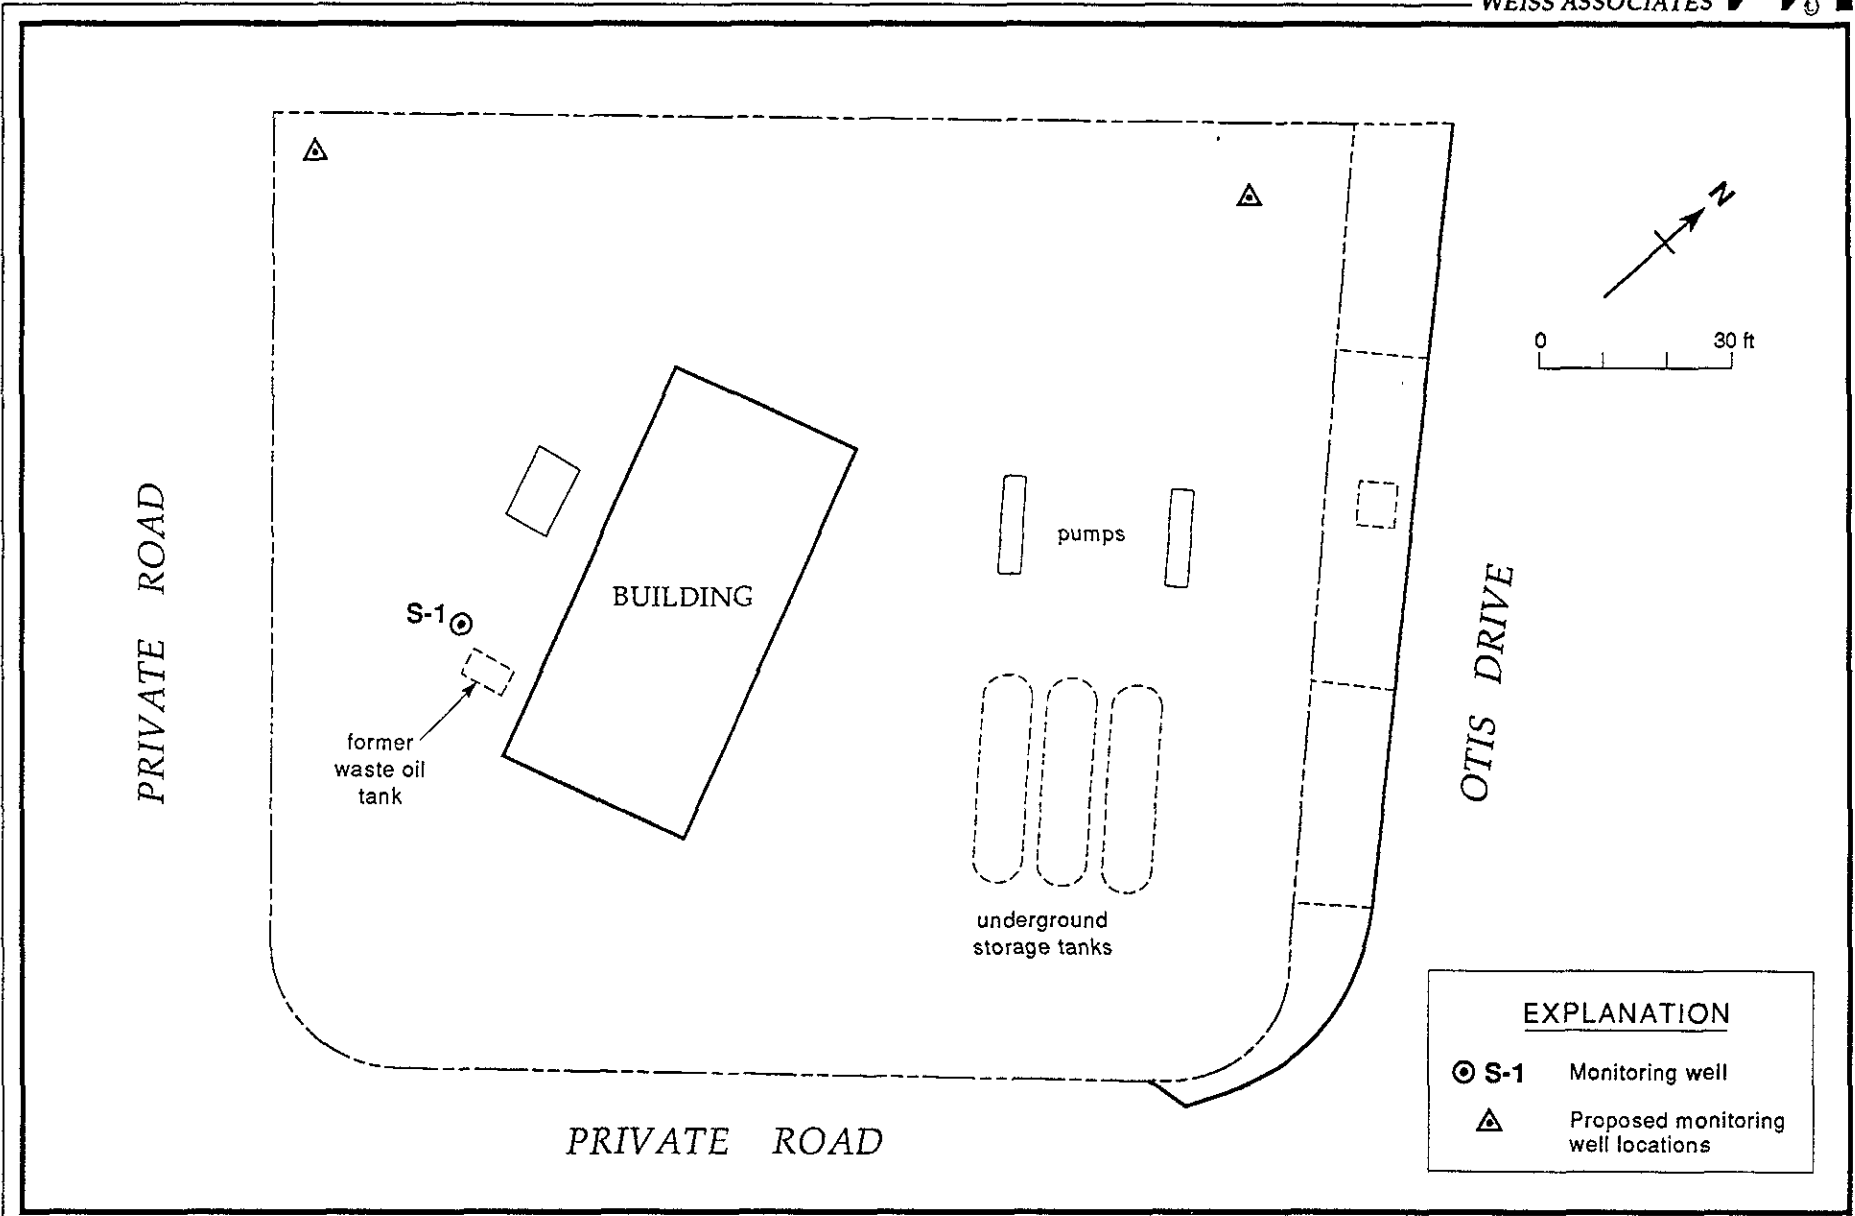 WEISS ASSOCIATES
N
0 30 ft
PRIVATE ROAD
pumps
BUILDING
S-1
OTIS DRIVE
former
waste oil
tank
underground
storage tanks
PRIVATE ROAD
EXPLANATION
S-1 Monitoring well
Proposed monitoring
well locations